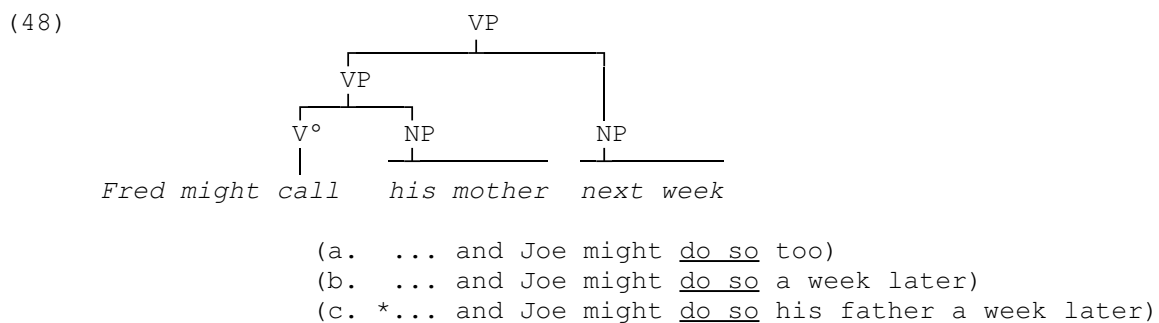 (48) VP
VP
V° NP NP
Fred might call his mother next week
(a. ... and Joe might do so too)
(b. ... and Joe might do so a week later)
(c. *... and Joe might do so his father a week later)